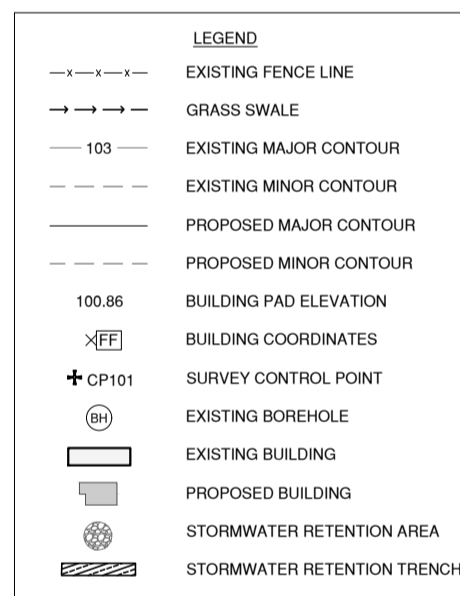 LEGEND
x x x EXISTING FENCE LINE
GRASS SWALE
103 EXISTING MAJOR CONTOUR
EXISTING MINOR CONTOUR
PROPOSED MAJOR CONTOUR
PROPOSED MINOR CONTOUR
100.86 BUILDING PAD ELEVATION
FF BUILDING COORDINATES
CP101 SURVEY CONTROL POINT
BH EXISTING BOREHOLE
EXISTING BUILDING
PROPOSED BUILDING
STORMWATER RETENTION AREA
STORMWATER RETENTION TRENCH